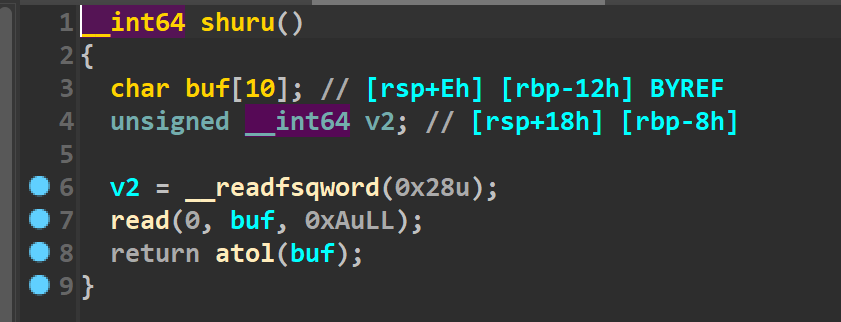 1 __int64 shuru()
2 {
3 char buf[10]; // [rsp+Eh] [rbp-12h] BYREF
4 unsigned __int64 v2; // [rsp+18h] [rbp-8h]
5
6 v2 = __readfsqword(0x28u);
7 read(0, buf, 0xAuLL);
8 return atol(buf);
9 }